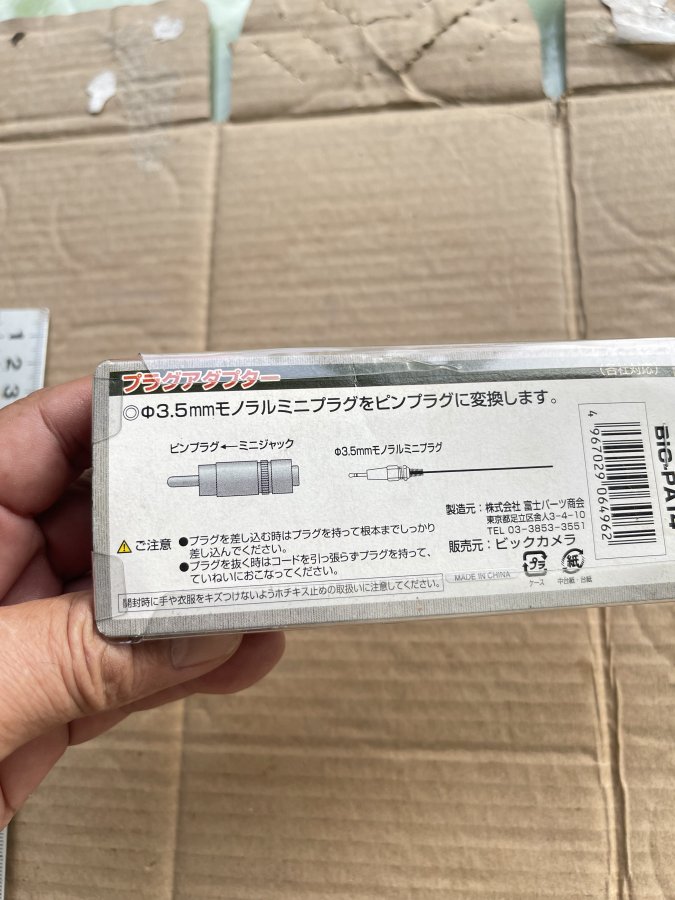 1
2
3
プラグアダプター
(各社対応)
◎Φ3.5mmモノラルミニプラグをピンプラグに変換します。
ピンプラグ←ミニジャック
Φ3.5mmモノラルミニプラグ
BIC-PA14
4 967029 064962
製造元：株式会社 富士パーツ商会
東京都足立区舎人3-4-10
TEL 03-3853-3551
販売元：ビックカメラ
ご注意
●プラグを差し込む時はプラグを持って根本までしっかり
差し込んでください。
●プラグを抜く時はコードを引っ張らずプラグを持って、
ていねいにおこなってください。
MADE IN CHINA
プラ
ケース
紙
中台紙・台紙
開封時に手や衣服をキズつけないようホチキス止めの取扱いに注意してください。